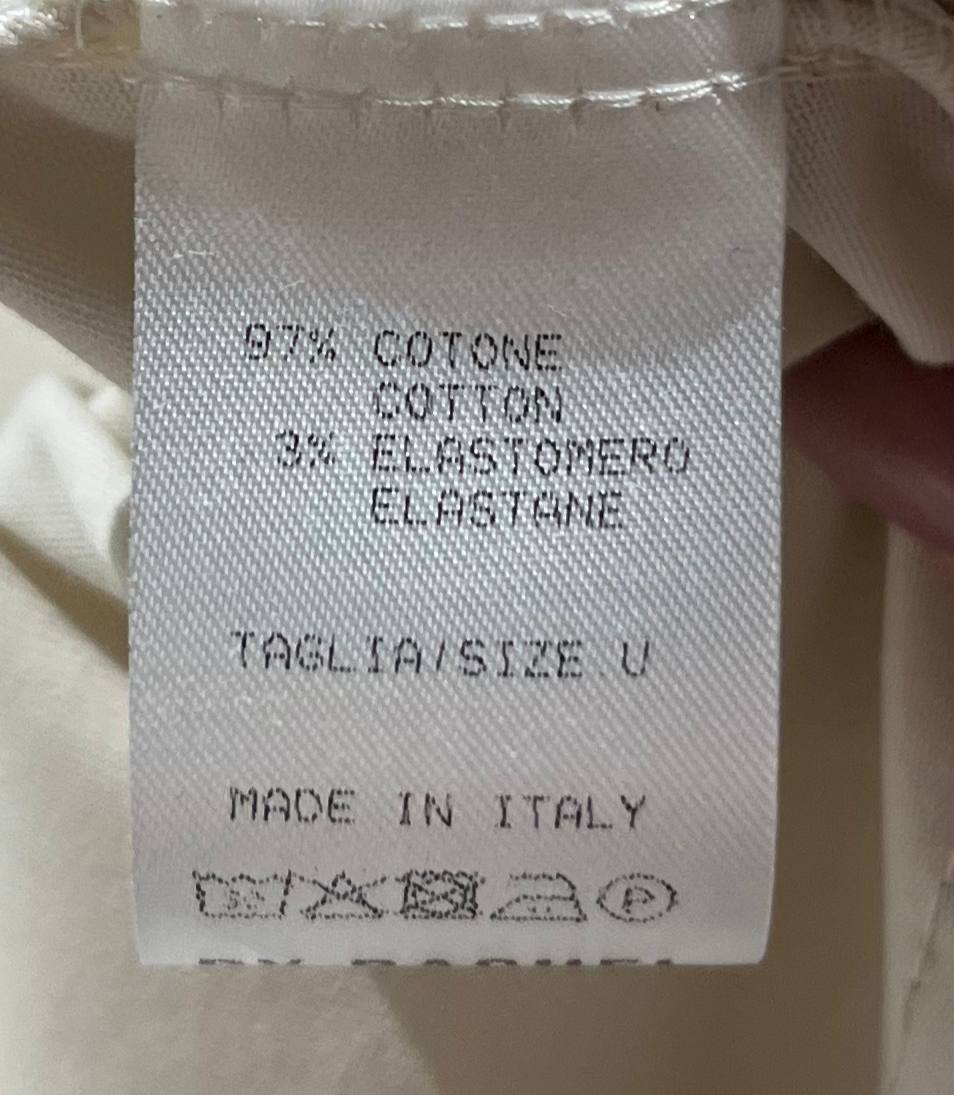 97% COTONE
COTTON
3% ELASTOMERO
ELASTANE
TAGLIA/SIZE U
MADE IN ITALY
P